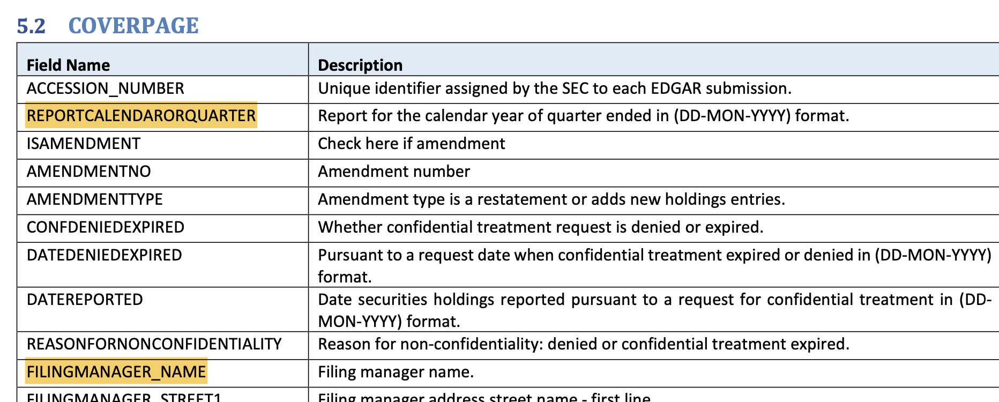 5.2 COVERPAGE
Field Name Description
ACCESSION_NUMBER Unique identifier assigned by the SEC to each EDGAR submission.
REPORTCALENDARORQUARTER Report for the calendar year of quarter ended in (DD-MON-YYYY) format.
ISAMENDMENT Check here if amendment
AMENDMENTNO Amendment number
AMENDMENTTYPE Amendment type is a restatement or adds new holdings entries.
CONFDENIEDEXPIRED Whether confidential treatment request is denied or expired.
DATEDENIEDEXPIRED Pursuant to a request date when confidential treatment expired or denied in (DD-MON-YYYY)
format.
DATEREPORTED Date securities holdings reported pursuant to a request for confidential treatment in (DD-
MON-YYYY) format.
REASONFORNONCONFIDENTIALITY Reason for non-confidentiality: denied or confidential treatment expired.
FILINGMANAGER_NAME Filing manager name.
FILINGMANAGER_STREET1 Filing manager address street name - first line